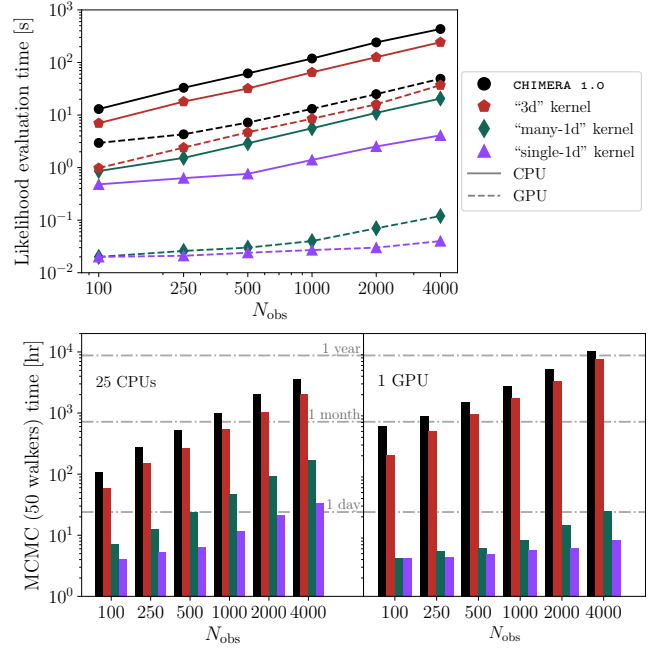 Likelihood evaluation time [s]
10³
10²
10¹
10⁰
10⁻¹
10⁻²
100 250 500 1000 2000 4000
N_obs
CHIMERA 1.0
“3d” kernel
“many-1d” kernel
“single-1d” kernel
CPU
GPU
MCMC (50 walkers) time [hr]
10⁴
10³
10²
10¹
10⁰
25 CPUs
1 year
1 month
1 day
100 250 500 1000 2000 4000
N_obs
1 GPU
100 250 500 1000 2000 4000
N_obs